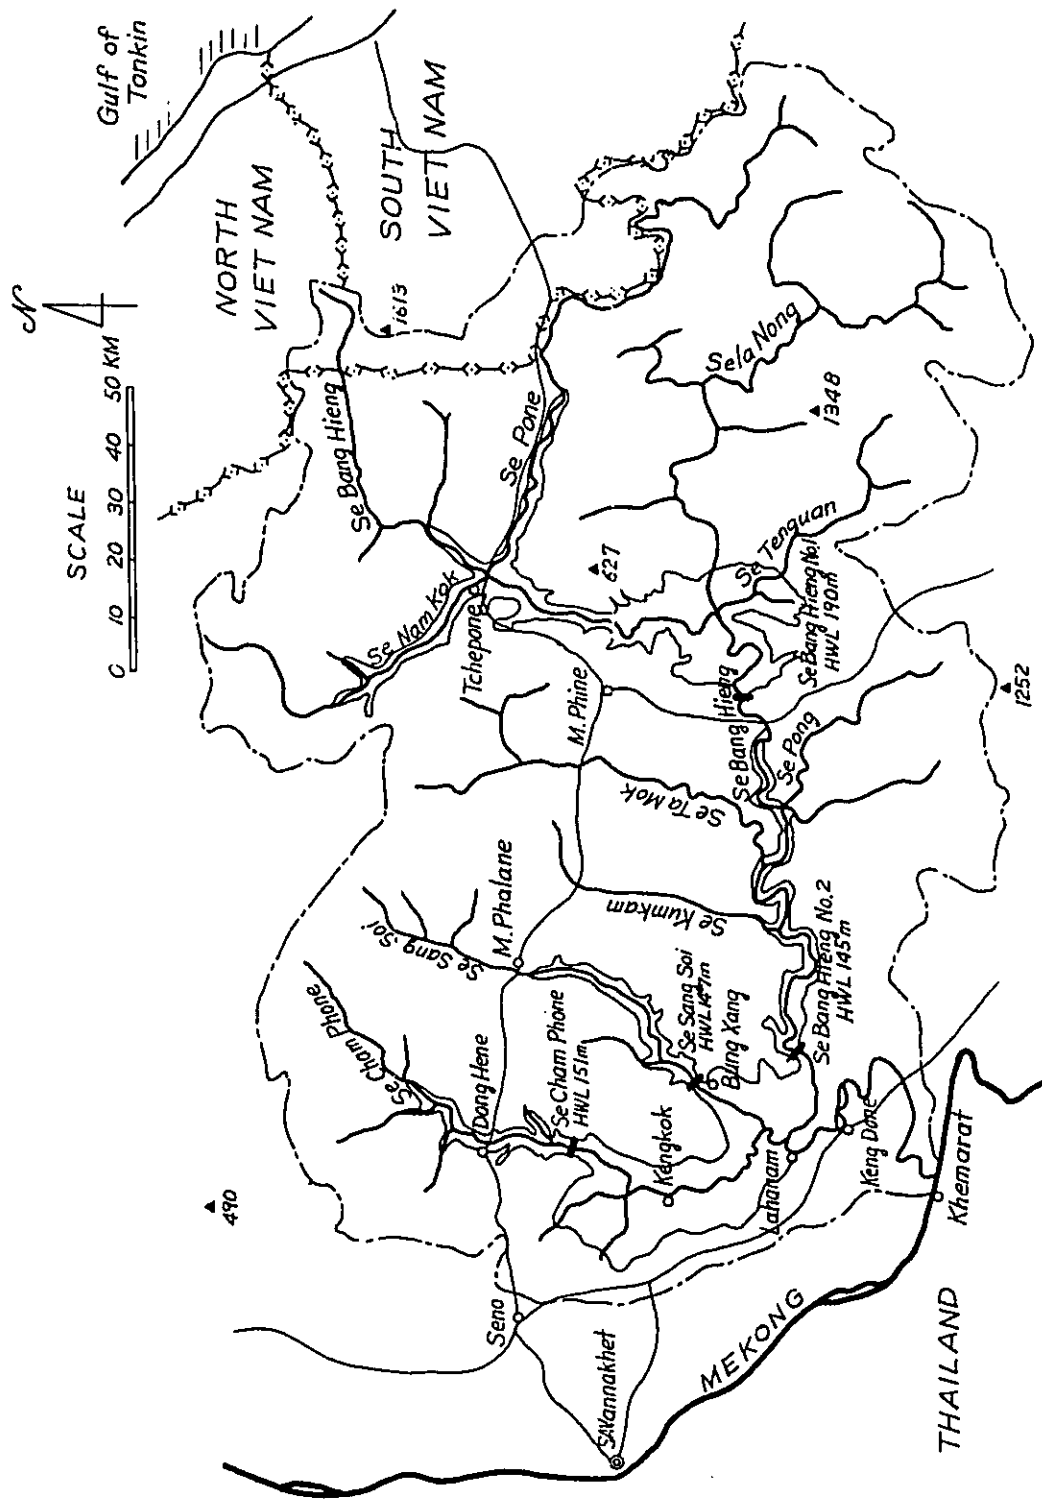 Gulf of
Tonkin
N
NORTH
VIET NAM
SOUTH
VIET NAM
1613
SCALE
0 10 20 30 40 50 KM
Se Bang Hieng
Se Pone
Se Nam Kok
Tchepone
627
Sela Nong
1348
Se Tenquan
Se Bang Hieng No.1
HWL 190m
M. Phine
Se Bang Hieng
Se Pong
1252
Se Ta Mok
Se Kumkam
M. Phalane
Se Sang Soi
Se Cham Phone
Dong Hene
Se Cham Phone
HWL 151m
Se Sang Soi
HWL 147m
Bung Xang
Se Bang Hieng No.2
HWL 145m
Kengkok
Lahanam
Keng Done
Khemarat
490
Seno
Savannakhet
MEKONG
THAILAND